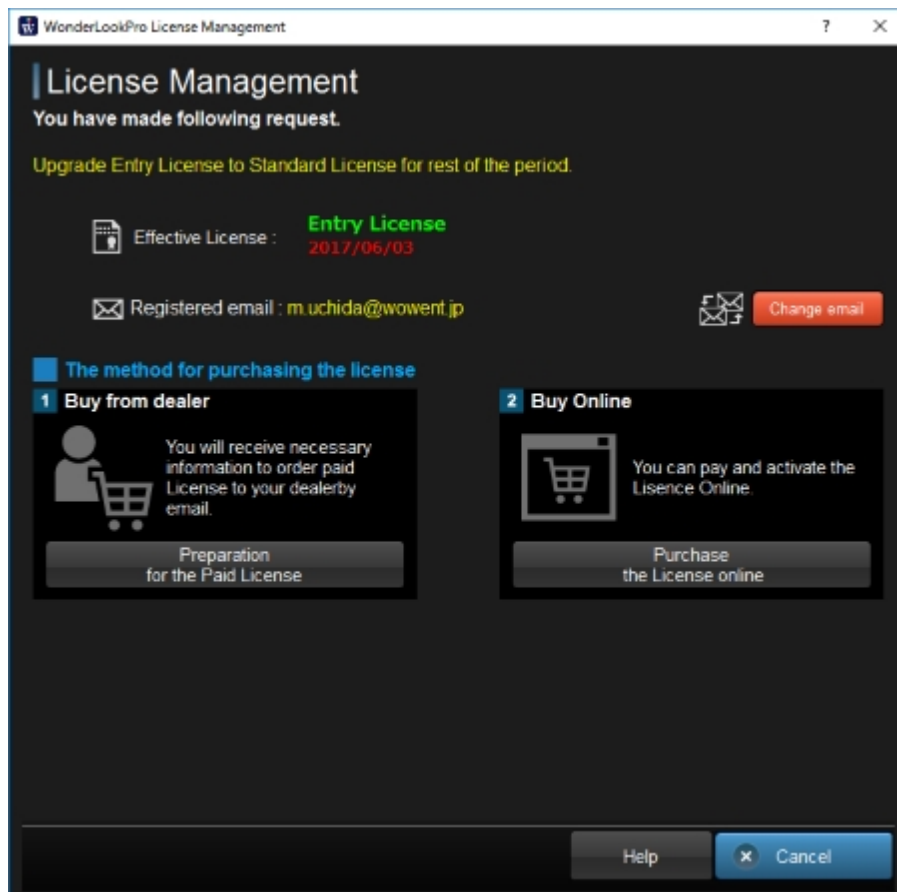 WonderLookPro License Management
License Management
You have made following request.
Upgrade Entry License to Standard License for rest of the period.
Effective License :
Entry License
2017/06/03
Registered email : m.uchida@wowent.jp
Change email
The method for purchasing the license
1 Buy from dealer
You will receive necessary
information to order paid
License to your dealerby
email.
Preparation
for the Paid License
2 Buy Online
You can pay and activate the
Lisence Online.
Purchase
the License online
Help
Cancel